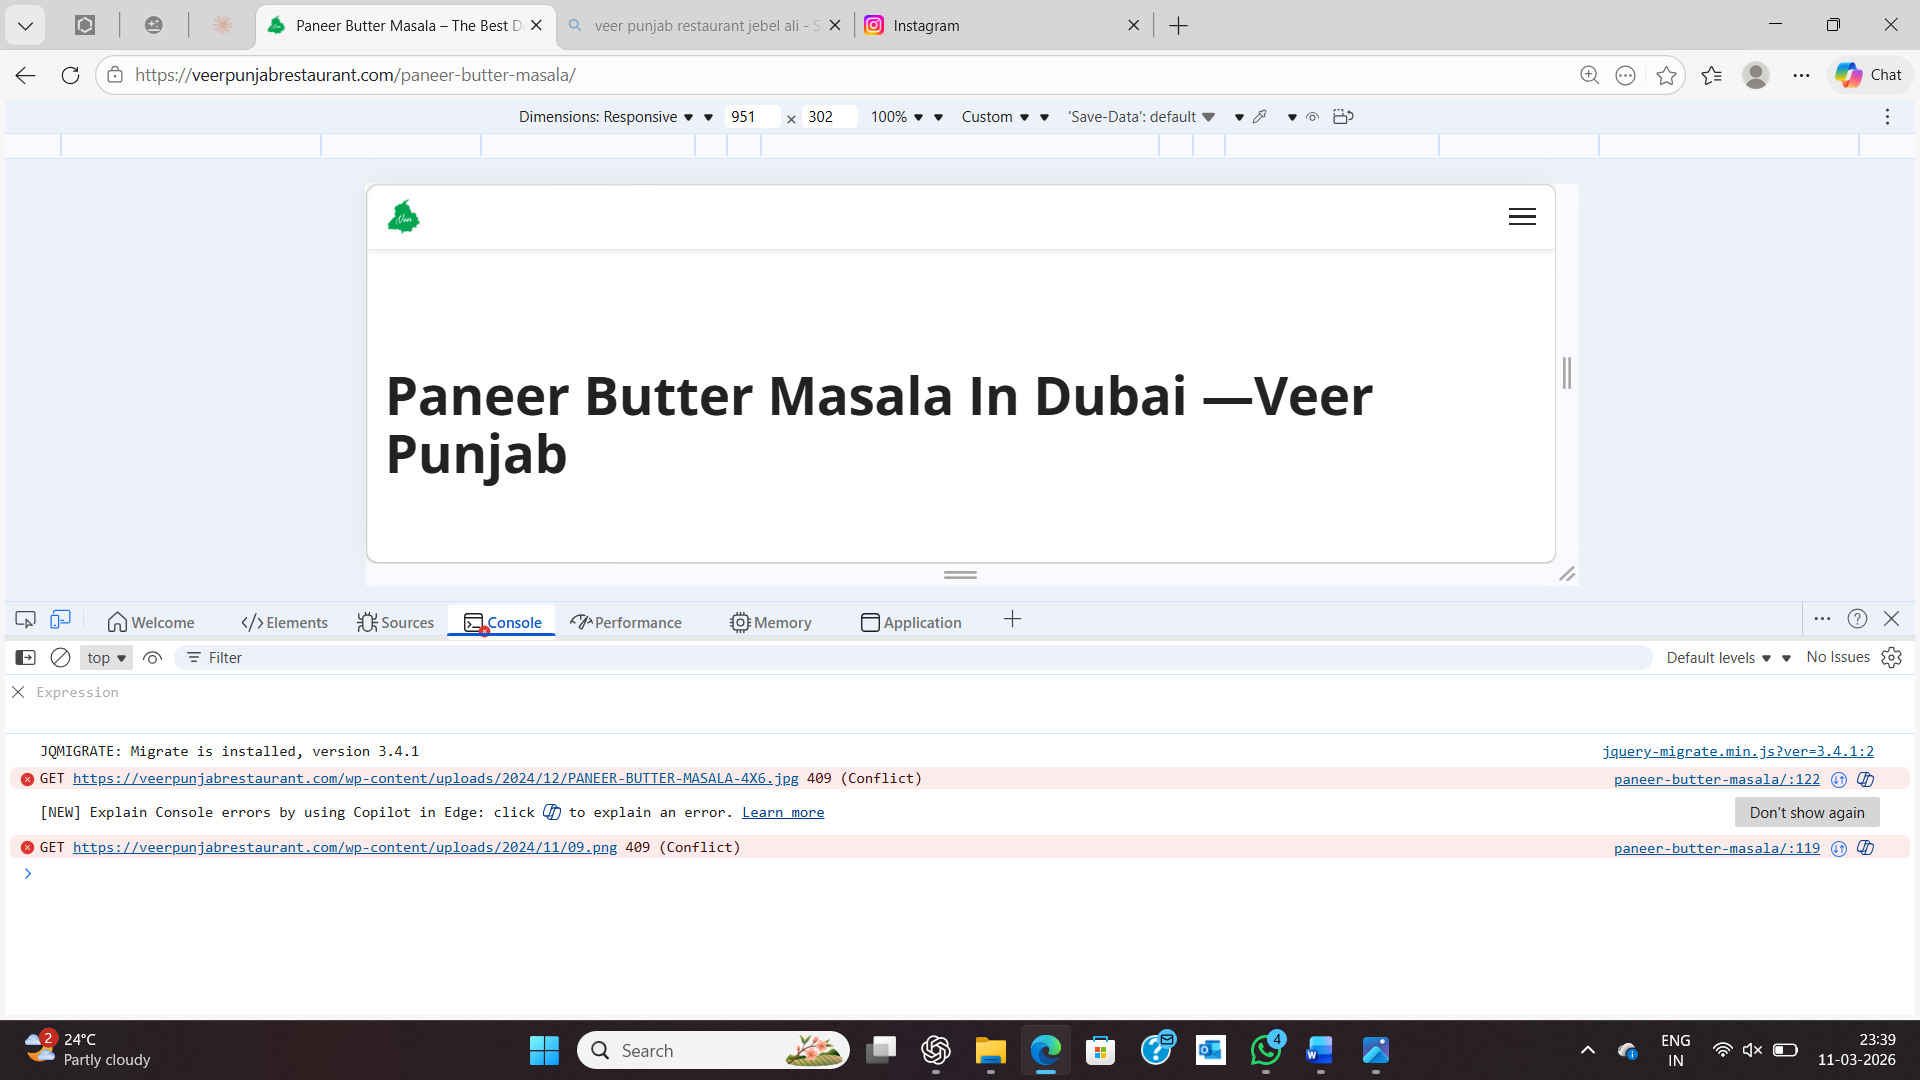 Paneer Butter Masala – The Best D
veer punjab restaurant jebel ali - S
Instagram
https://veerpunjabrestaurant.com/paneer-butter-masala/
Chat
Dimensions: Responsive 951 × 302 100% Custom 'Save-Data': default
Veer
Paneer Butter Masala In Dubai —Veer
Punjab
Welcome Elements Sources Console Performance Memory Application
top Filter Default levels No Issues
Expression
JQMIGRATE: Migrate is installed, version 3.4.1 jquery-migrate.min.js?ver=3.4.1:2
GET https://veerpunjabrestaurant.com/wp-content/uploads/2024/12/PANEER-BUTTER-MASALA-4X6.jpg 409 (Conflict) paneer-butter-masala/:122
[NEW] Explain Console errors by using Copilot in Edge: click to explain an error. Learn more Don't show again
GET https://veerpunjabrestaurant.com/wp-content/uploads/2024/11/09.png 409 (Conflict) paneer-butter-masala/:119
2
24°C
Partly cloudy
Search
4
ENG
IN
23:39
11-03-2026